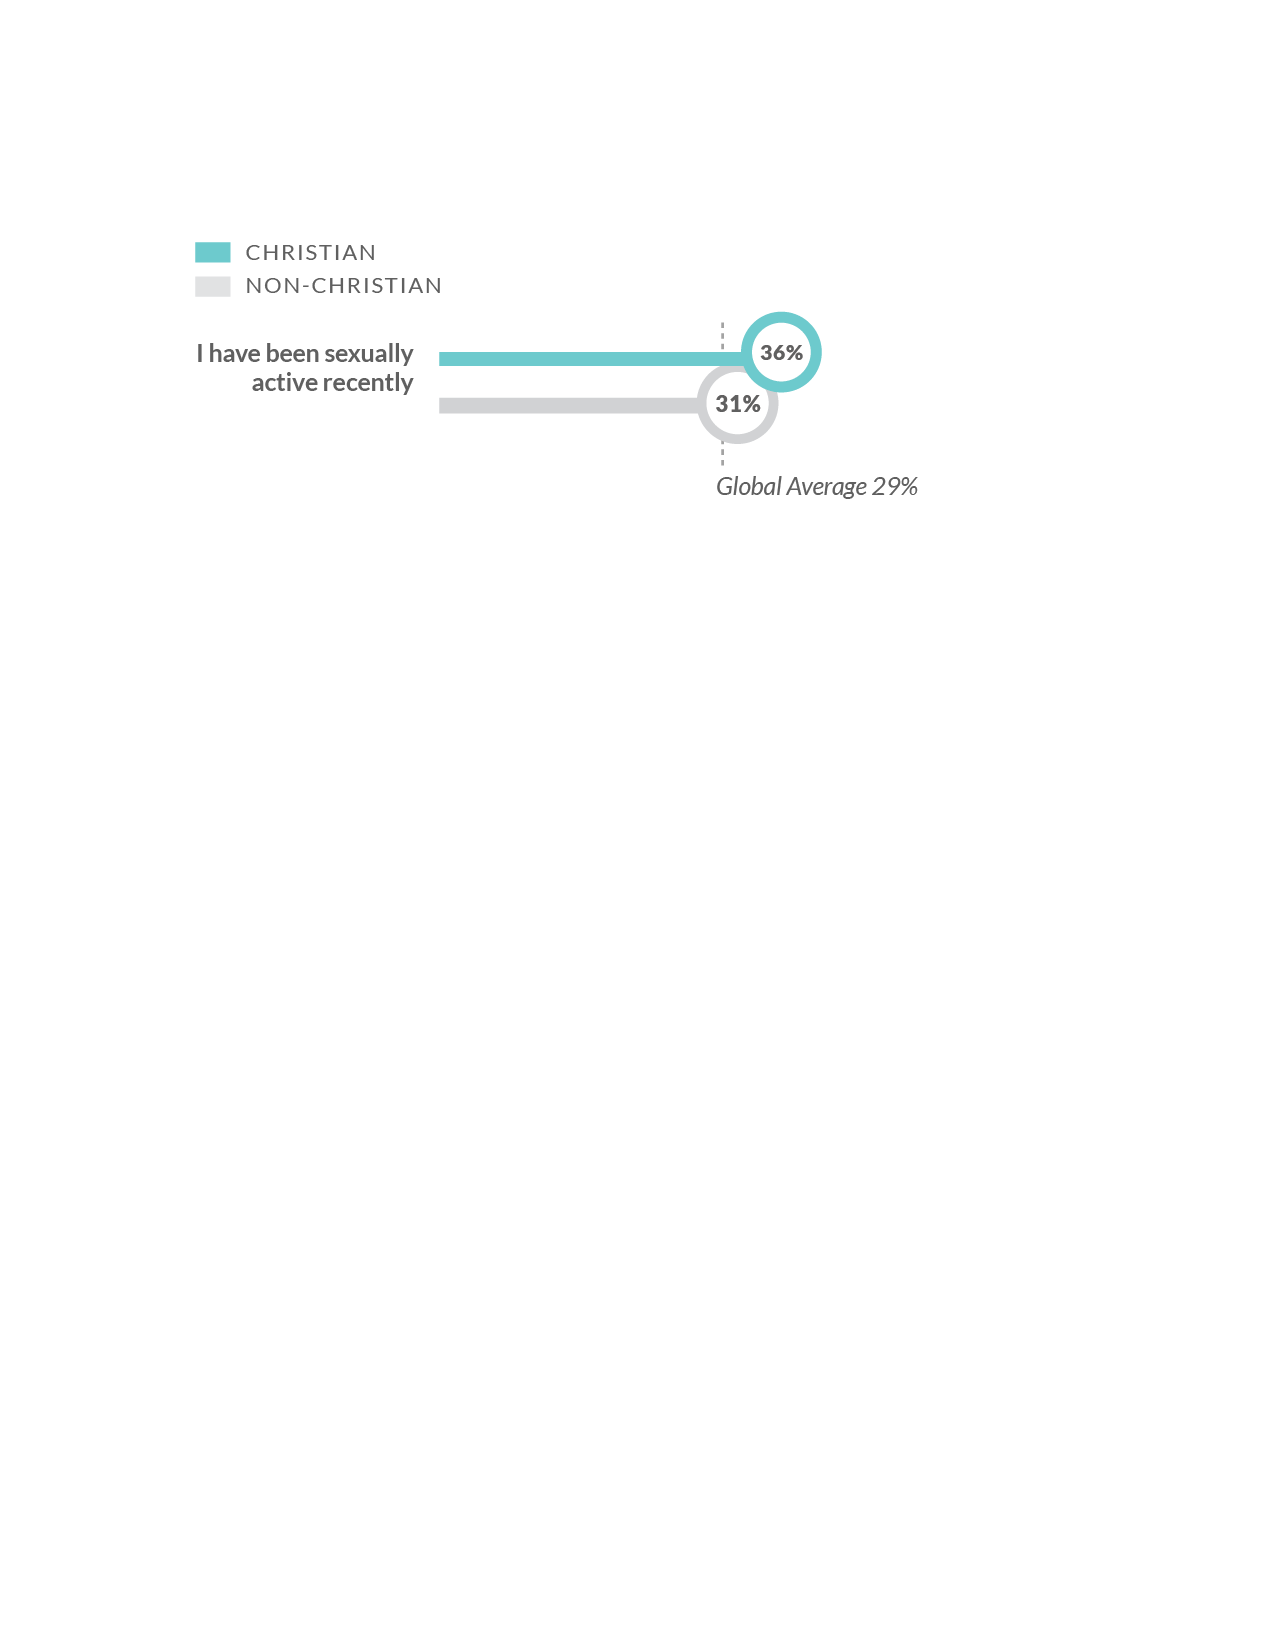 CHRISTIAN
NON-CHRISTIAN
I have been sexually
active recently
36%
31%
Global Average 29%